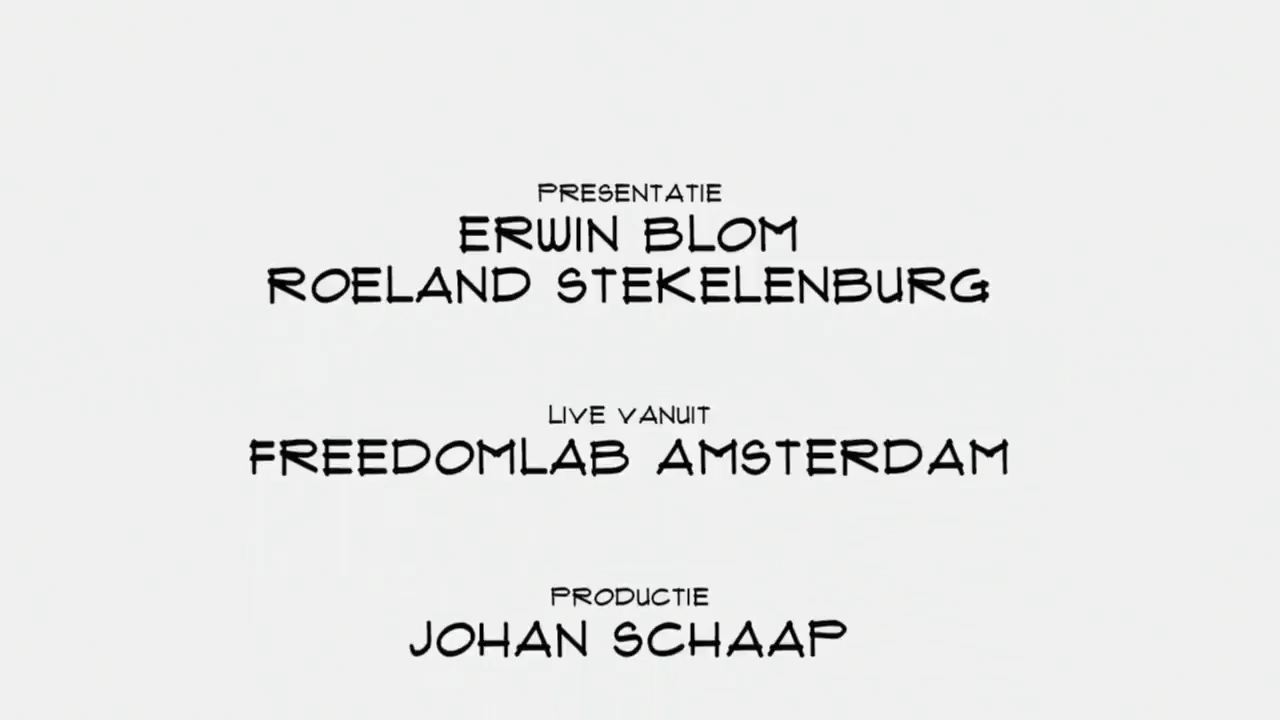 PRESENTATIE
ERWIN BLOM
ROELAND STEKELENBURG
LIVE VANUIT
FREEDOMLAB AMSTERDAM
PRODUCTIE
JOHAN SCHAAP